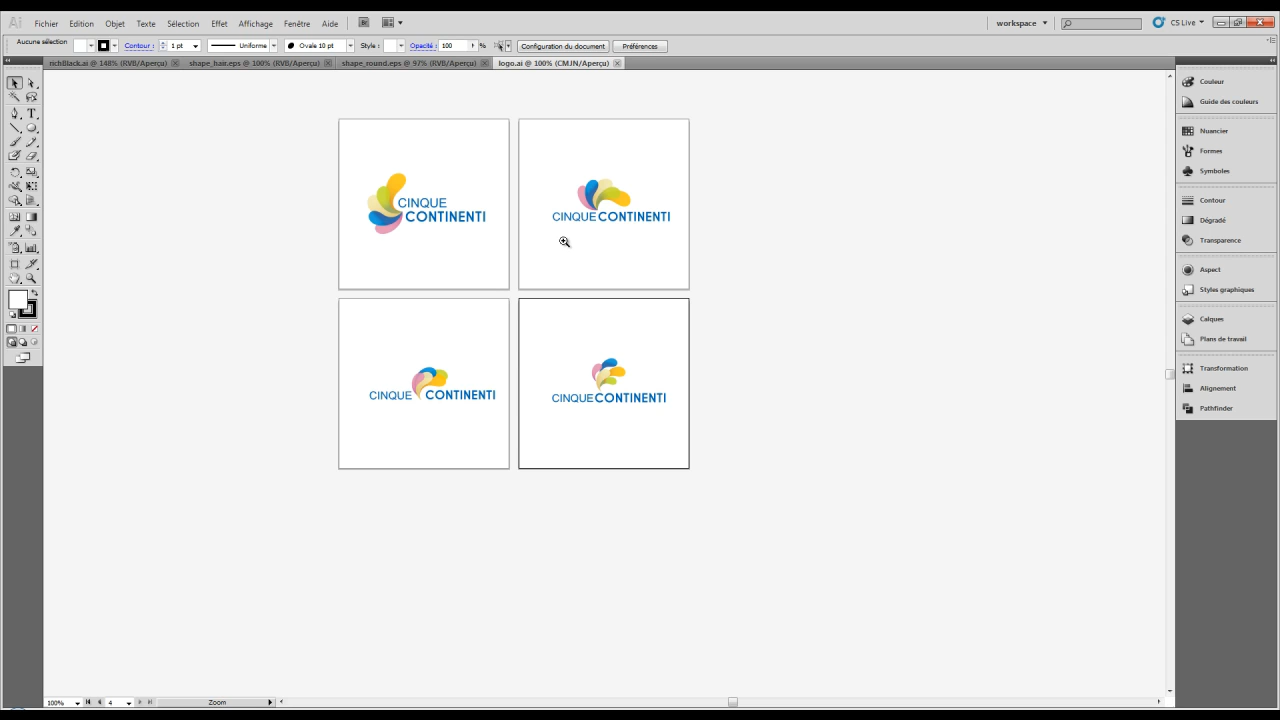 Ai Fichier Edition Objet Texte Sélection Effet Affichage Fenêtre Aide Br workspace CS Live
Aucune sélection Contour : 1 pt Uniforme Ovale 10 pt Style : Opacité : 100 % Configuration du document Préférences
richBlack.ai @ 148% (RVB/Aperçu) shape_hair.eps @ 100% (RVB/Aperçu) shape_round.eps @ 97% (RVB/Aperçu) logo.ai @ 100% (CMJN/Aperçu)
CINQUE
CONTINENTI
CINQUE CONTINENTI
CINQUE CONTINENTI
CINQUE CONTINENTI
Couleur
Guide des couleurs
Nuancier
Formes
Symboles
Contour
Dégradé
Transparence
Aspect
Styles graphiques
Calques
Plans de travail
Transformation
Alignement
Pathfinder
100% 4 Zoom